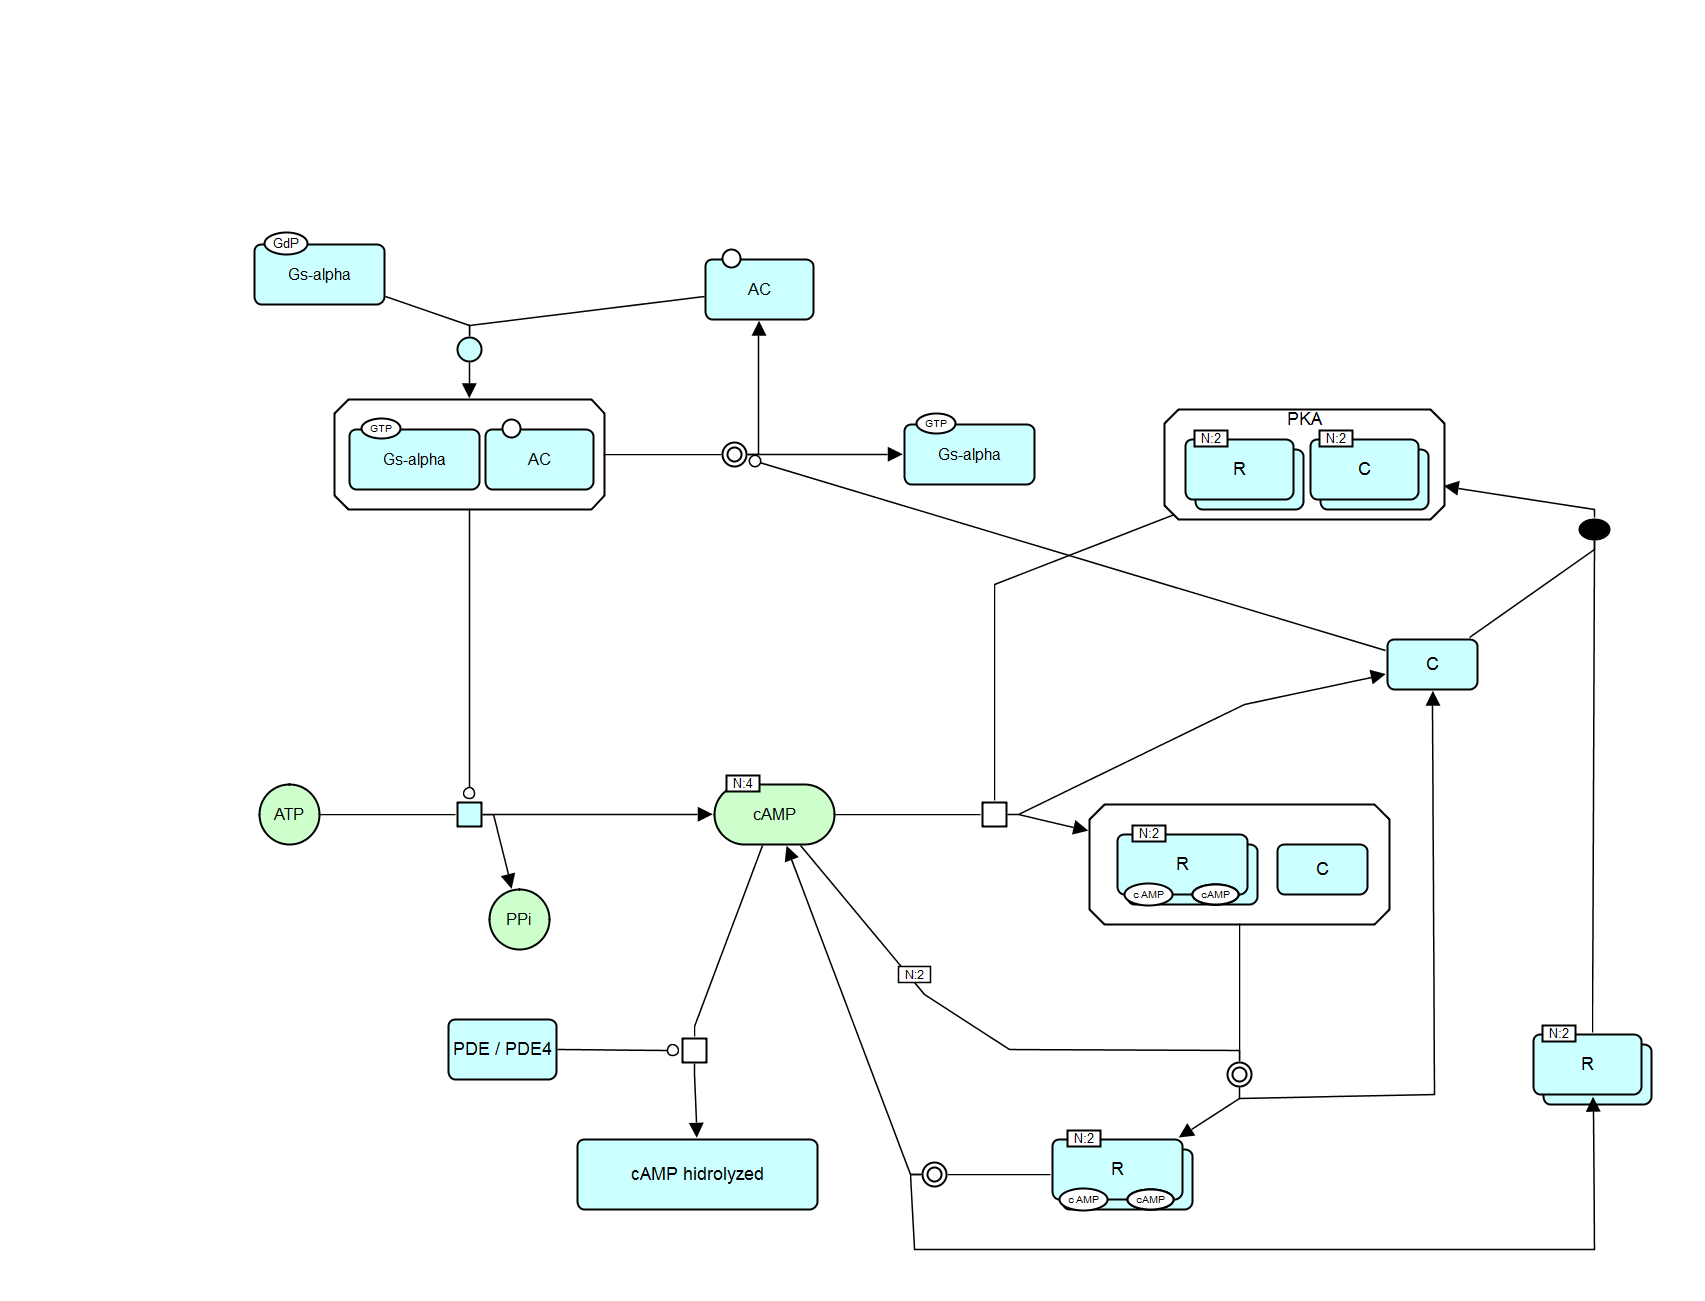 GdP
Gs-alpha
AC
GTP
Gs-alpha
AC
GTP
Gs-alpha
PKA
N:2
R
N:2
C
C
ATP
N:4
cAMP
PPi
N:2
R
c AMP
cAMP
C
N:2
PDE / PDE4
cAMP hidrolyzed
N:2
R
c AMP
cAMP
N:2
R